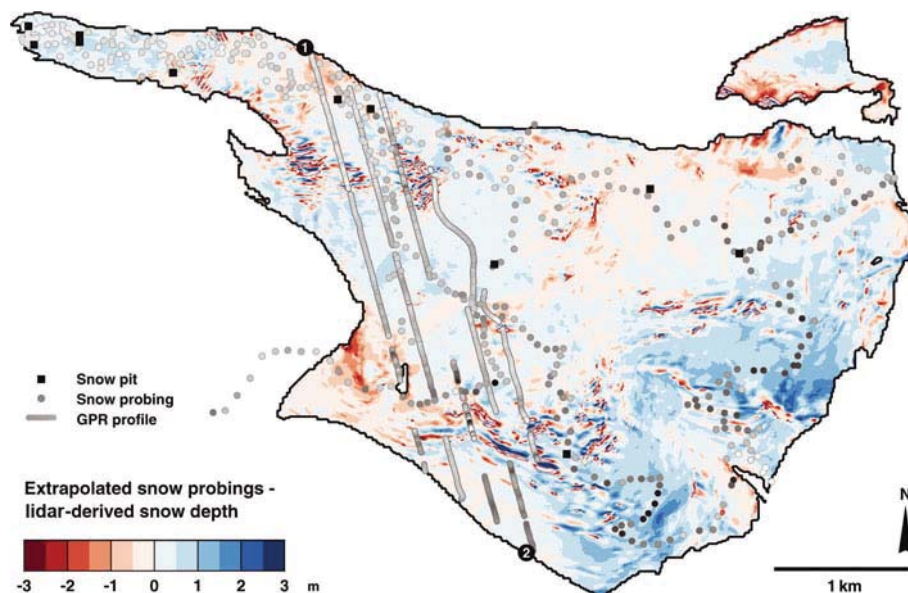 1
Snow pit
Snow probing
GPR profile
Extrapolated snow probings -
lidar-derived snow depth
-3 -2 -1 0 1 2 3 m
2
N
1 km